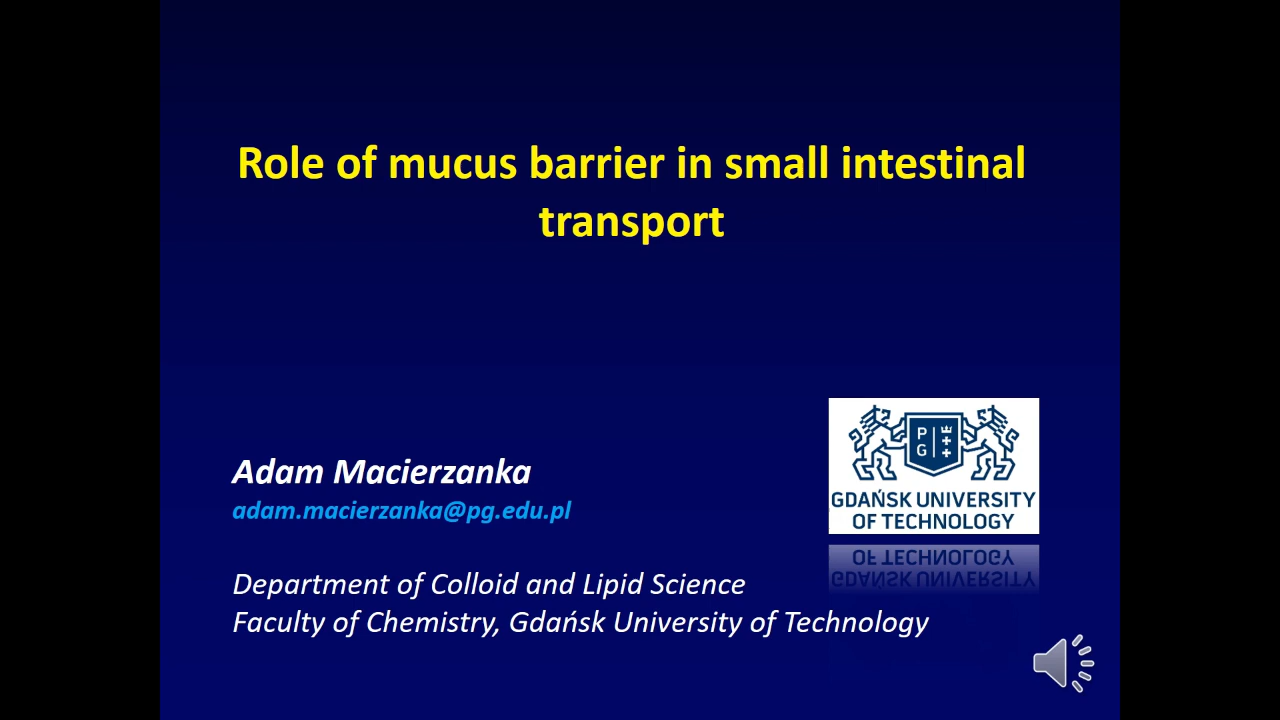 Role of mucus barrier in small intestinal
transport
Adam Macierzanka
adam.macierzanka@pg.edu.pl
P G
GDAŃSK UNIVERSITY
OF TECHNOLOGY
Department of Colloid and Lipid Science
Faculty of Chemistry, Gdańsk University of Technology